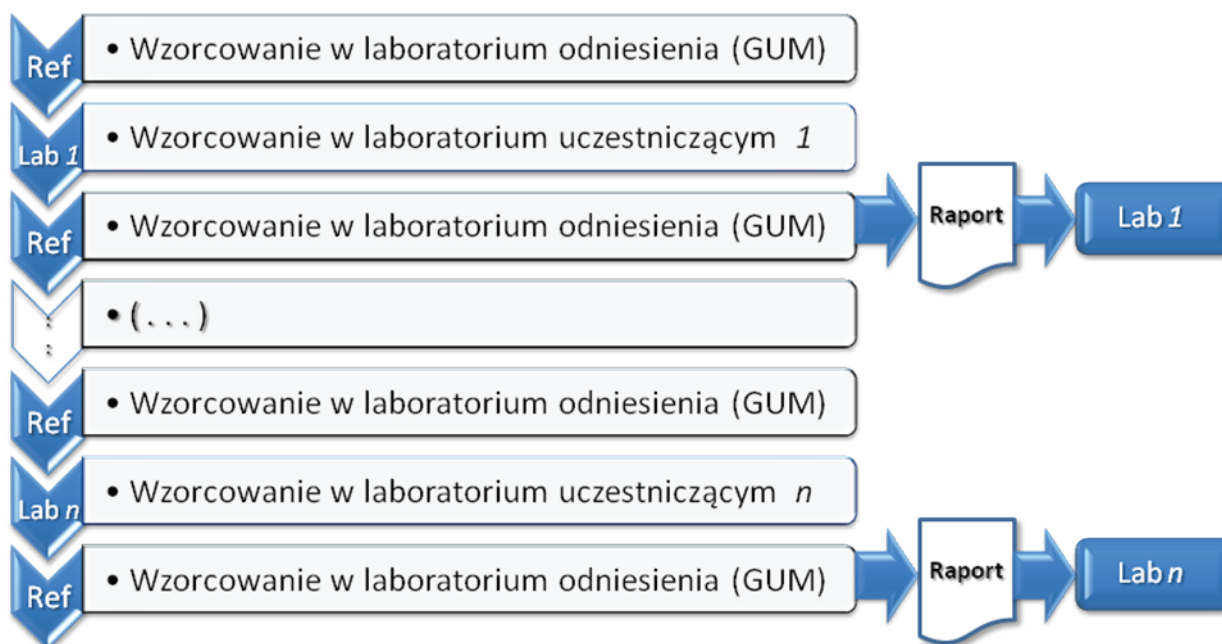 Ref
• Wzorcowanie w laboratorium odniesienia (GUM)
Lab 1
• Wzorcowanie w laboratorium uczestniczącym 1
Ref
• Wzorcowanie w laboratorium odniesienia (GUM)
Raport
Lab 1
:
:
• (...)
Ref
• Wzorcowanie w laboratorium odniesienia (GUM)
Lab n
• Wzorcowanie w laboratorium uczestniczącym n
Ref
• Wzorcowanie w laboratorium odniesienia (GUM)
Raport
Lab n